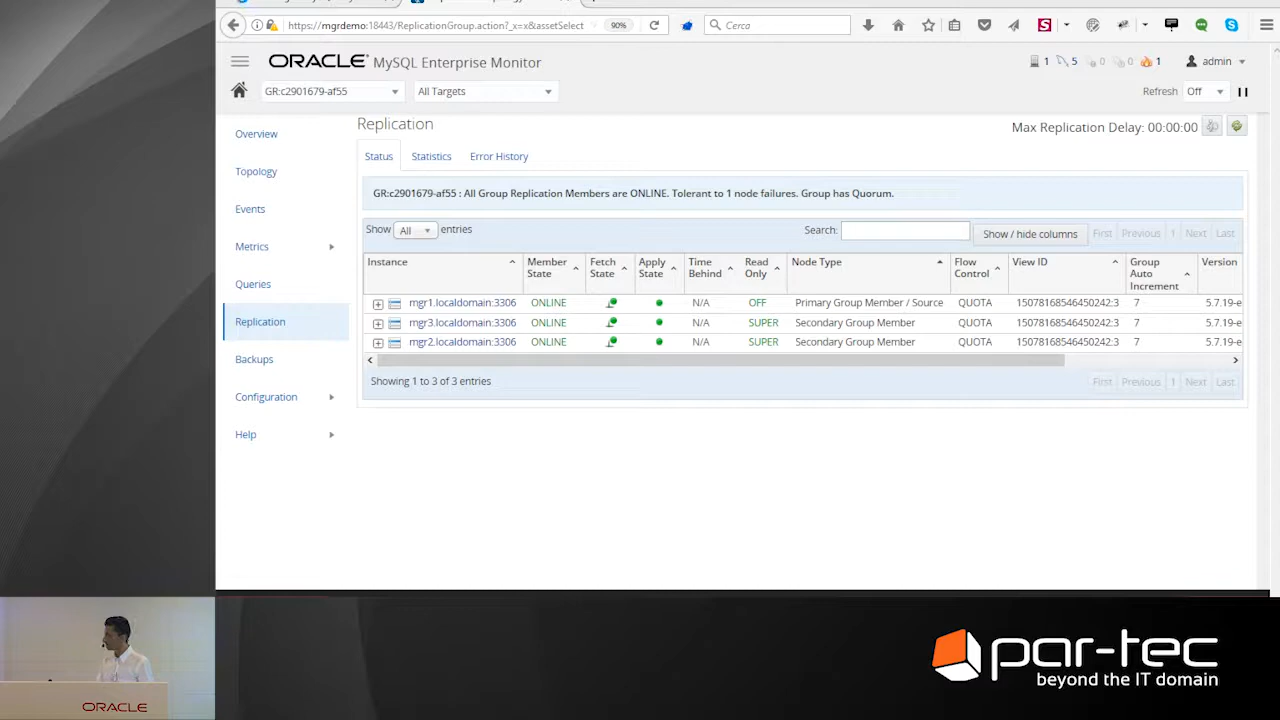 https://mgrdemo:18443/ReplicationGroup.action?_x=x&assetSelect
90%
Cerca
ORACLE MySQL Enterprise Monitor
1 5 0 0 1
admin
GR:c2901679-af55
All Targets
Refresh Off
Overview
Topology
Events
Metrics
Queries
Replication
Backups
Configuration
Help
Replication
Max Replication Delay: 00:00:00
Status Statistics Error History
GR:c2901679-af55 : All Group Replication Members are ONLINE. Tolerant to 1 node failures. Group has Quorum.
Show All entries
Search:
Show / hide columns
First Previous 1 Next Last
Instance Member State Fetch State Apply State Time Behind Read Only Node Type Flow Control View ID Group Auto Increment Version
mgr1.localdomain:3306 ONLINE N/A OFF Primary Group Member / Source QUOTA 15078168546450242:3 7 5.7.19-e
mgr3.localdomain:3306 ONLINE N/A SUPER Secondary Group Member QUOTA 15078168546450242:3 7 5.7.19-e
mgr2.localdomain:3306 ONLINE N/A SUPER Secondary Group Member QUOTA 15078168546450242:3 7 5.7.19-e
Showing 1 to 3 of 3 entries
First Previous 1 Next Last
ORACLE
par-tec
beyond the IT domain